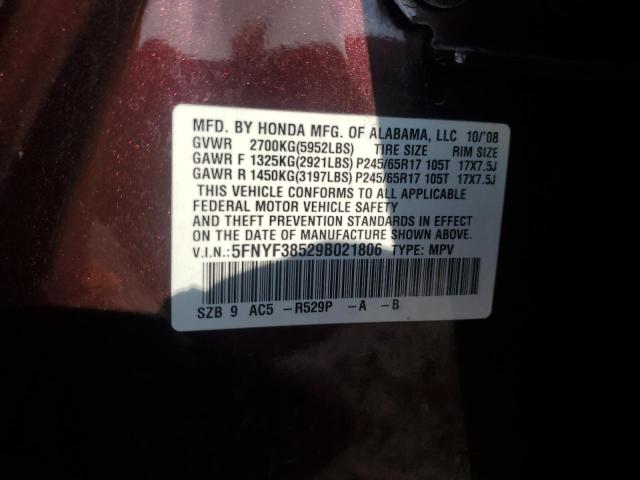 MFD. BY HONDA MFG. OF ALABAMA, LLC 10/'08
GVWR 2700KG(5952LBS) TIRE SIZE RIM SIZE
GAWR F 1325KG(2921LBS) P245/65R17 105T 17X7.5J
GAWR R 1450KG(3197LBS) P245/65R17 105T 17X7.5J
THIS VEHICLE CONFORMS TO ALL APPLICABLE
FEDERAL MOTOR VEHICLE SAFETY
AND THEFT PREVENTION STANDARDS IN EFFECT
ON THE DATE OF MANUFACTURE SHOWN ABOVE.
V.I.N.:5FNYF38529B021806 TYPE: MPV
SZB 9 AC5 -R529P -A -B